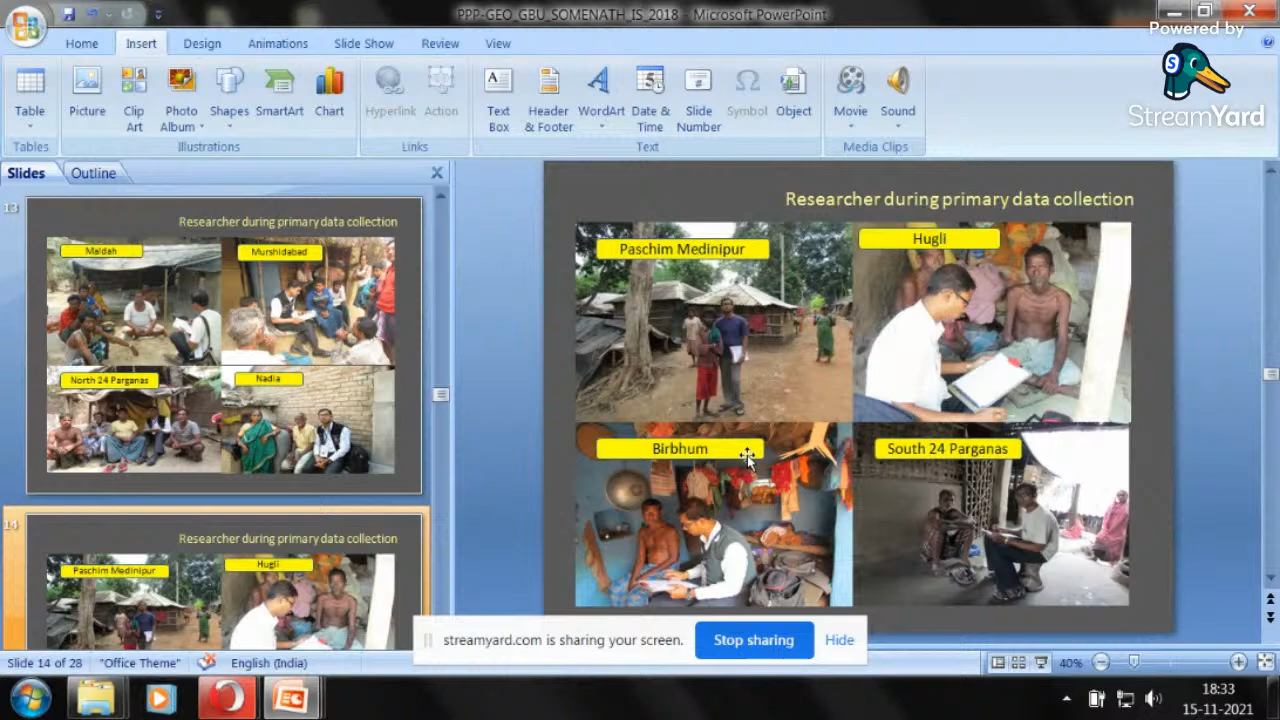 PPP-GEO_GBU_SOMENATH_IS_2018 - Microsoft PowerPoint
Powered by
StreamYard
Home Insert Design Animations Slide Show Review View
Table Picture Clip Art Photo Album Shapes SmartArt Chart Hyperlink Action Text Box Header & Footer WordArt Date & Time Slide Number Symbol Object Movie Sound
Tables Illustrations Links Text Media Clips
Slides Outline
13
Researcher during primary data collection
Maldah
Murshidabad
North 24 Parganas
Nadia
14
Researcher during primary data collection
Paschim Medinipur
Hugli
Researcher during primary data collection
Paschim Medinipur
Hugli
Birbhum
South 24 Parganas
streamyard.com is sharing your screen. Stop sharing Hide
Slide 14 of 28 "Office Theme" English (India) 40%
18:33
15-11-2021